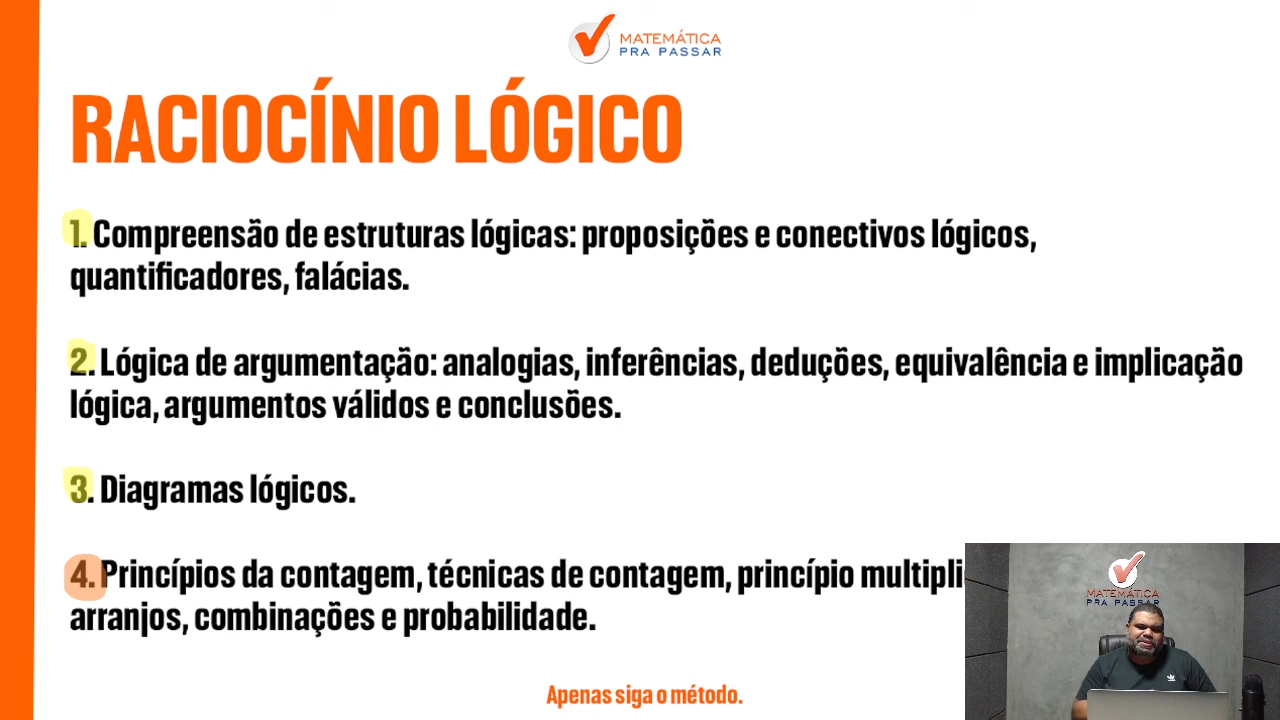 MATEMÁTICA
PRA PASSAR
RACIOCÍNIO LÓGICO
1. Compreensão de estruturas lógicas: proposições e conectivos lógicos,
quantificadores, falácias.
2. Lógica de argumentação: analogias, inferências, deduções, equivalência e implicação
lógica, argumentos válidos e conclusões.
3. Diagramas lógicos.
4. Princípios da contagem, técnicas de contagem, princípio multipli
arranjos, combinações e probabilidade.
MATEMÁTICA
PRA PASSAR
Apenas siga o método.